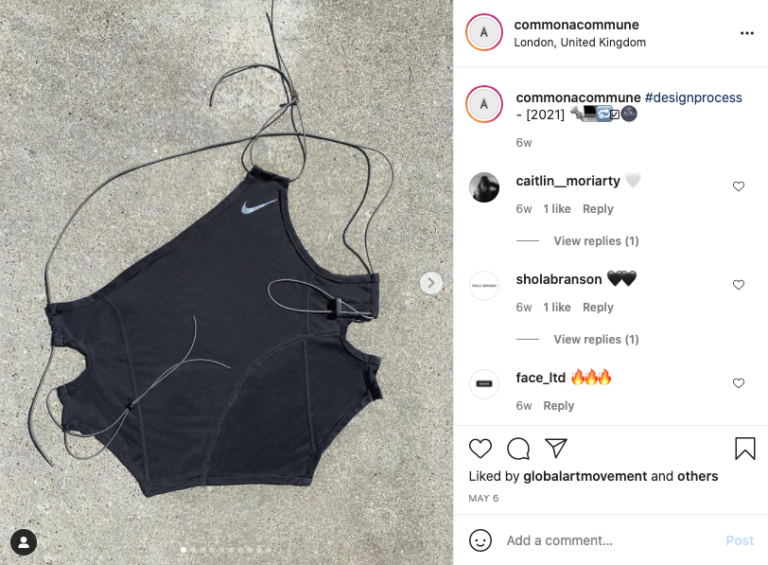 commonacommune
London, United Kingdom
commonacommune #designprocess
- [2021]
6w
caitlin__moriarty 🤍
6w 1 like Reply
View replies (1)
sholabranson 🖤🖤
6w 1 like Reply
View replies (1)
face_ltd 🔥🔥🔥
6w Reply
Liked by globalartmovement and others
MAY 6
Add a comment...
Post